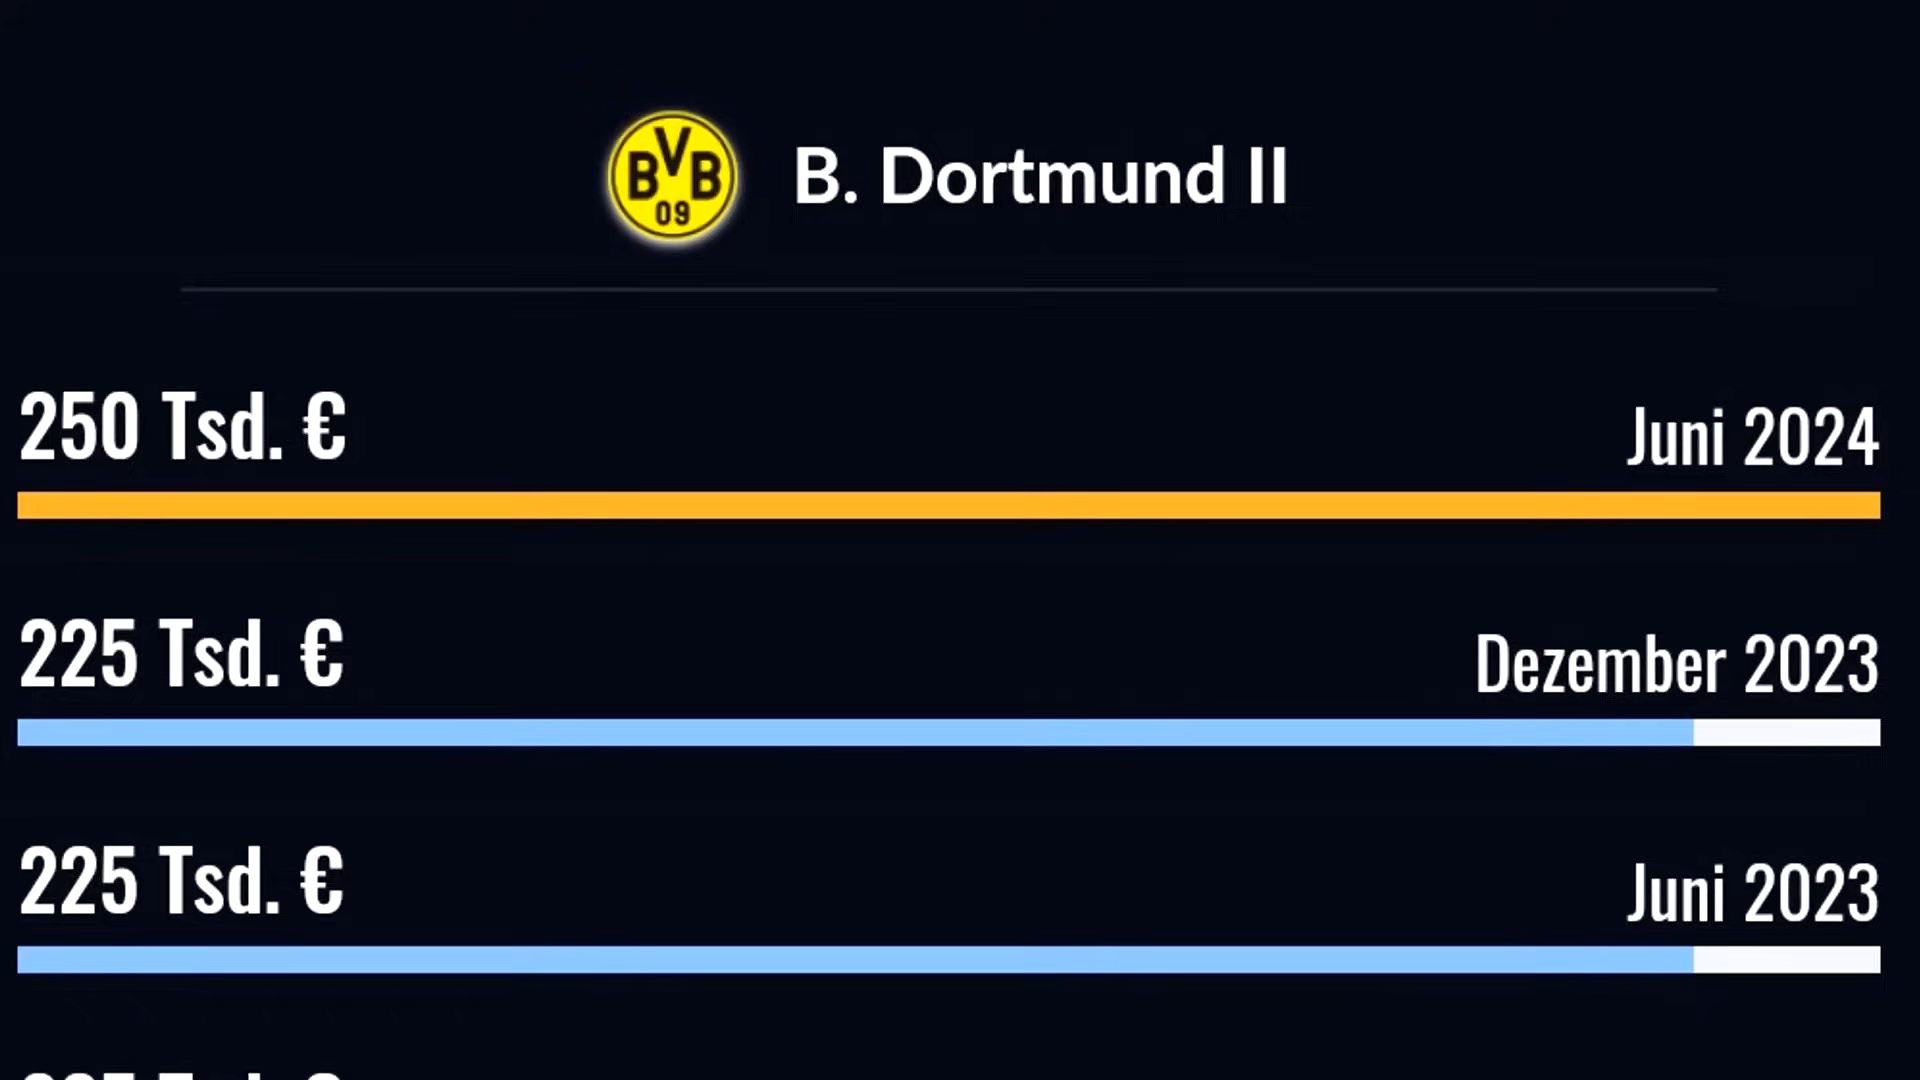 BVB
09
B. Dortmund II
250 Tsd. €
Juni 2024
225 Tsd. €
Dezember 2023
225 Tsd. €
Juni 2023